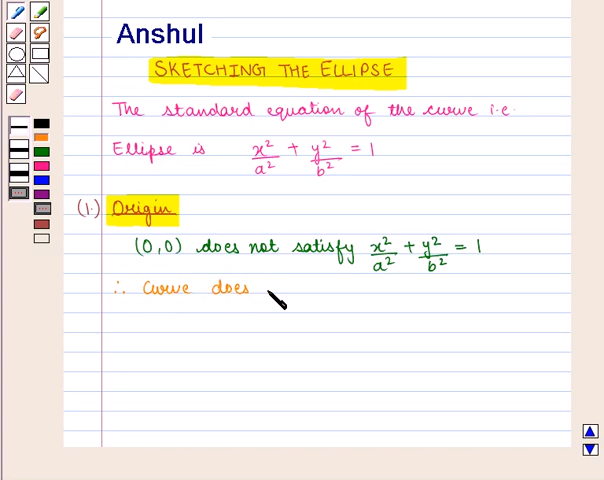 Anshul
SKETCHING THE ELLIPSE
The standard equation of the curve i.e.
Ellipse is x²/a² + y²/b² = 1
(1.) Origin
(0,0) does not satisfy x²/a² + y²/b² = 1
∴ Curve does